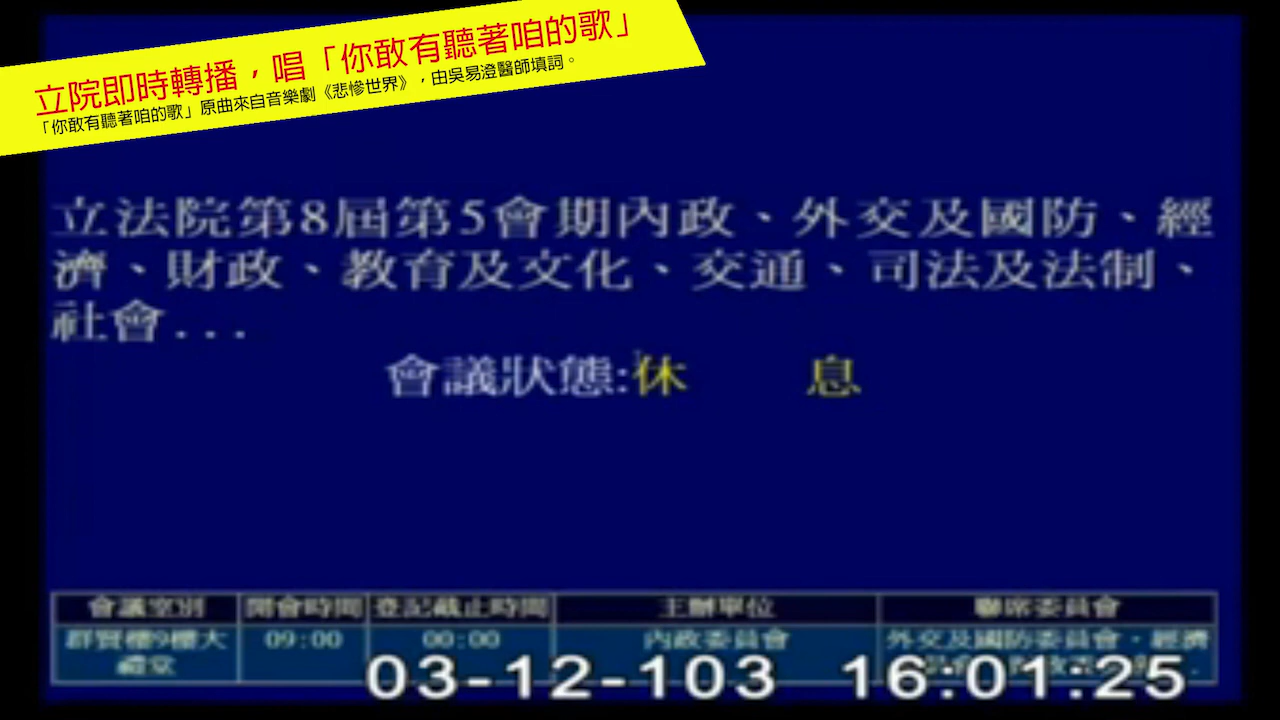 立院即時轉播，唱「你敢有聽著咱的歌」
「你敢有聽著咱的歌」原曲來自音樂劇《悲慘世界》，由吳易澄醫師填詞。
立法院第8屆第5會期內政、外交及國防、經
濟、財政、教育及文化、交通、司法及法制、
社會...
會議狀態:休 息
會議室別 開會時間 登記截止時間 主辦單位 聯席委員會
群賢樓9樓大 09:00 00:00 內政委員會 外交及國防委員會，經濟
禮堂
03-12-103 16:01:25